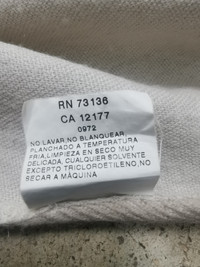 RN 73136
CA 12177
0972
NO LAVAR,NO BLANQUEAR,
PLANCHADO A TEMPERATURA
FRIA,LIMPIEZA EN SECO MUY
DELICADA, CUALQUIER SOLVENTE
EXCEPTO TRICLOROETILENO,NO
SECAR A MÁQUINA